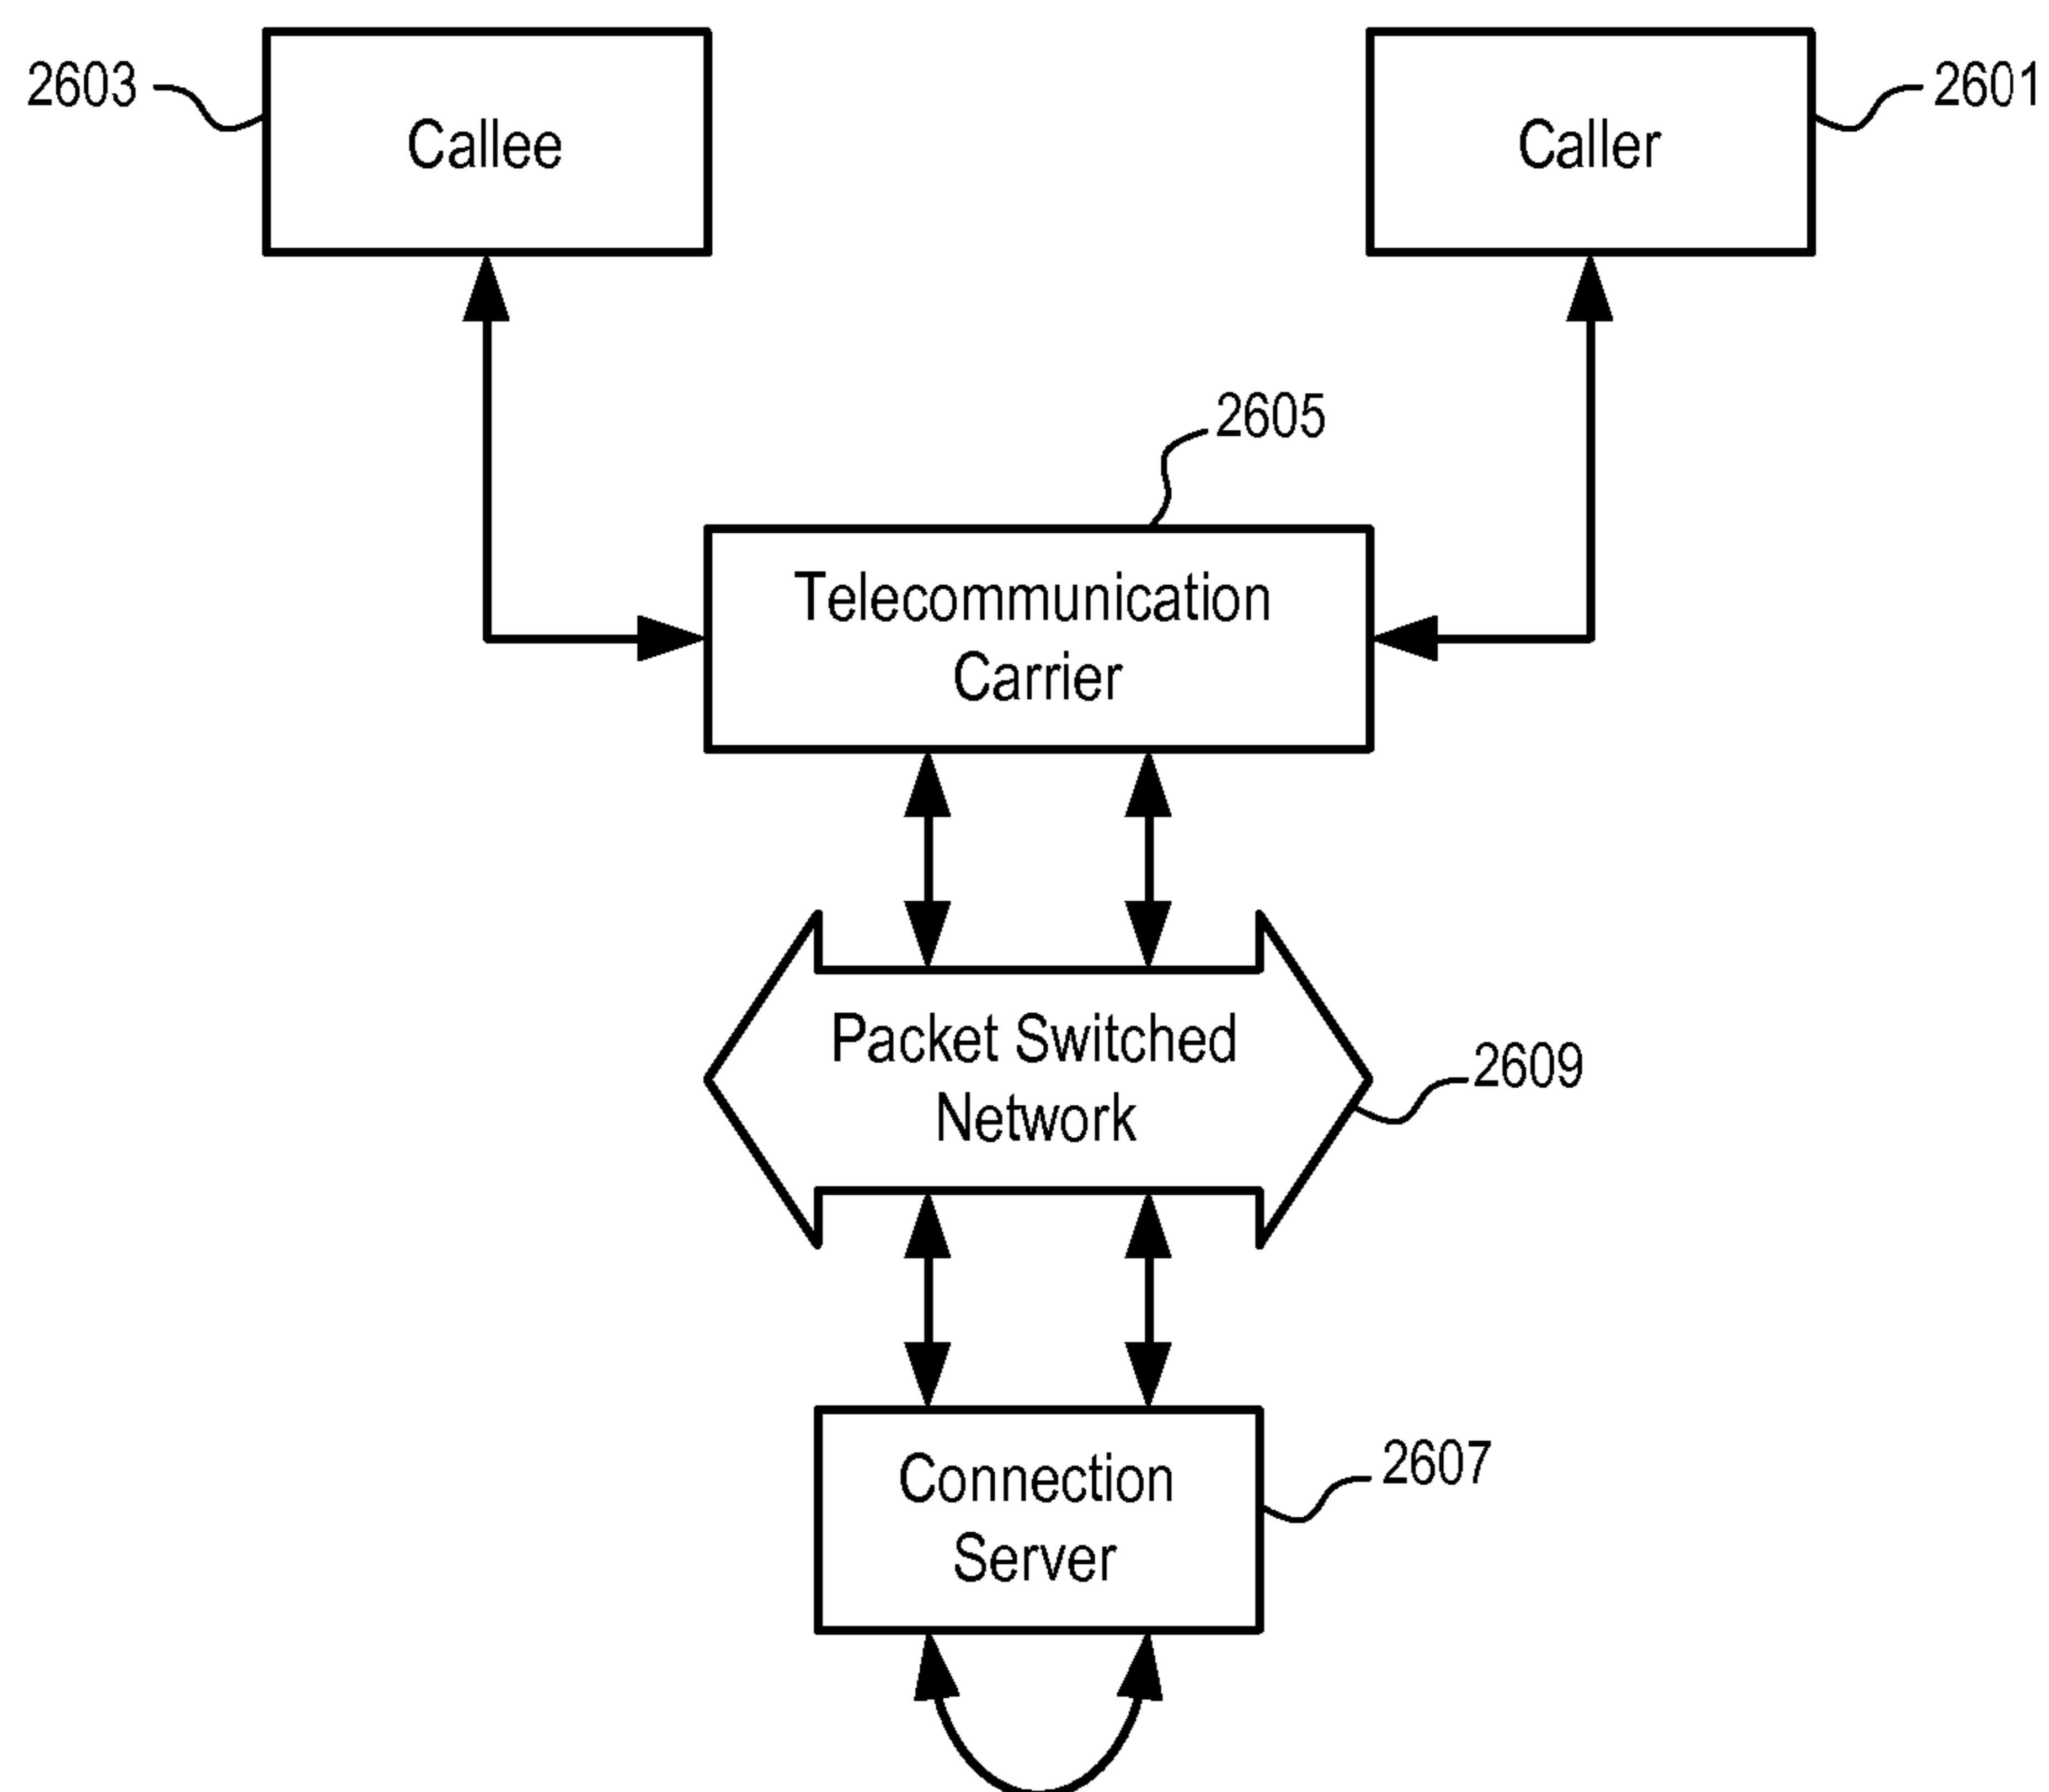 2603
Callee
Caller
2601
2605
Telecommunication
Carrier
Packet Switched
Network
2609
Connection
Server
2607